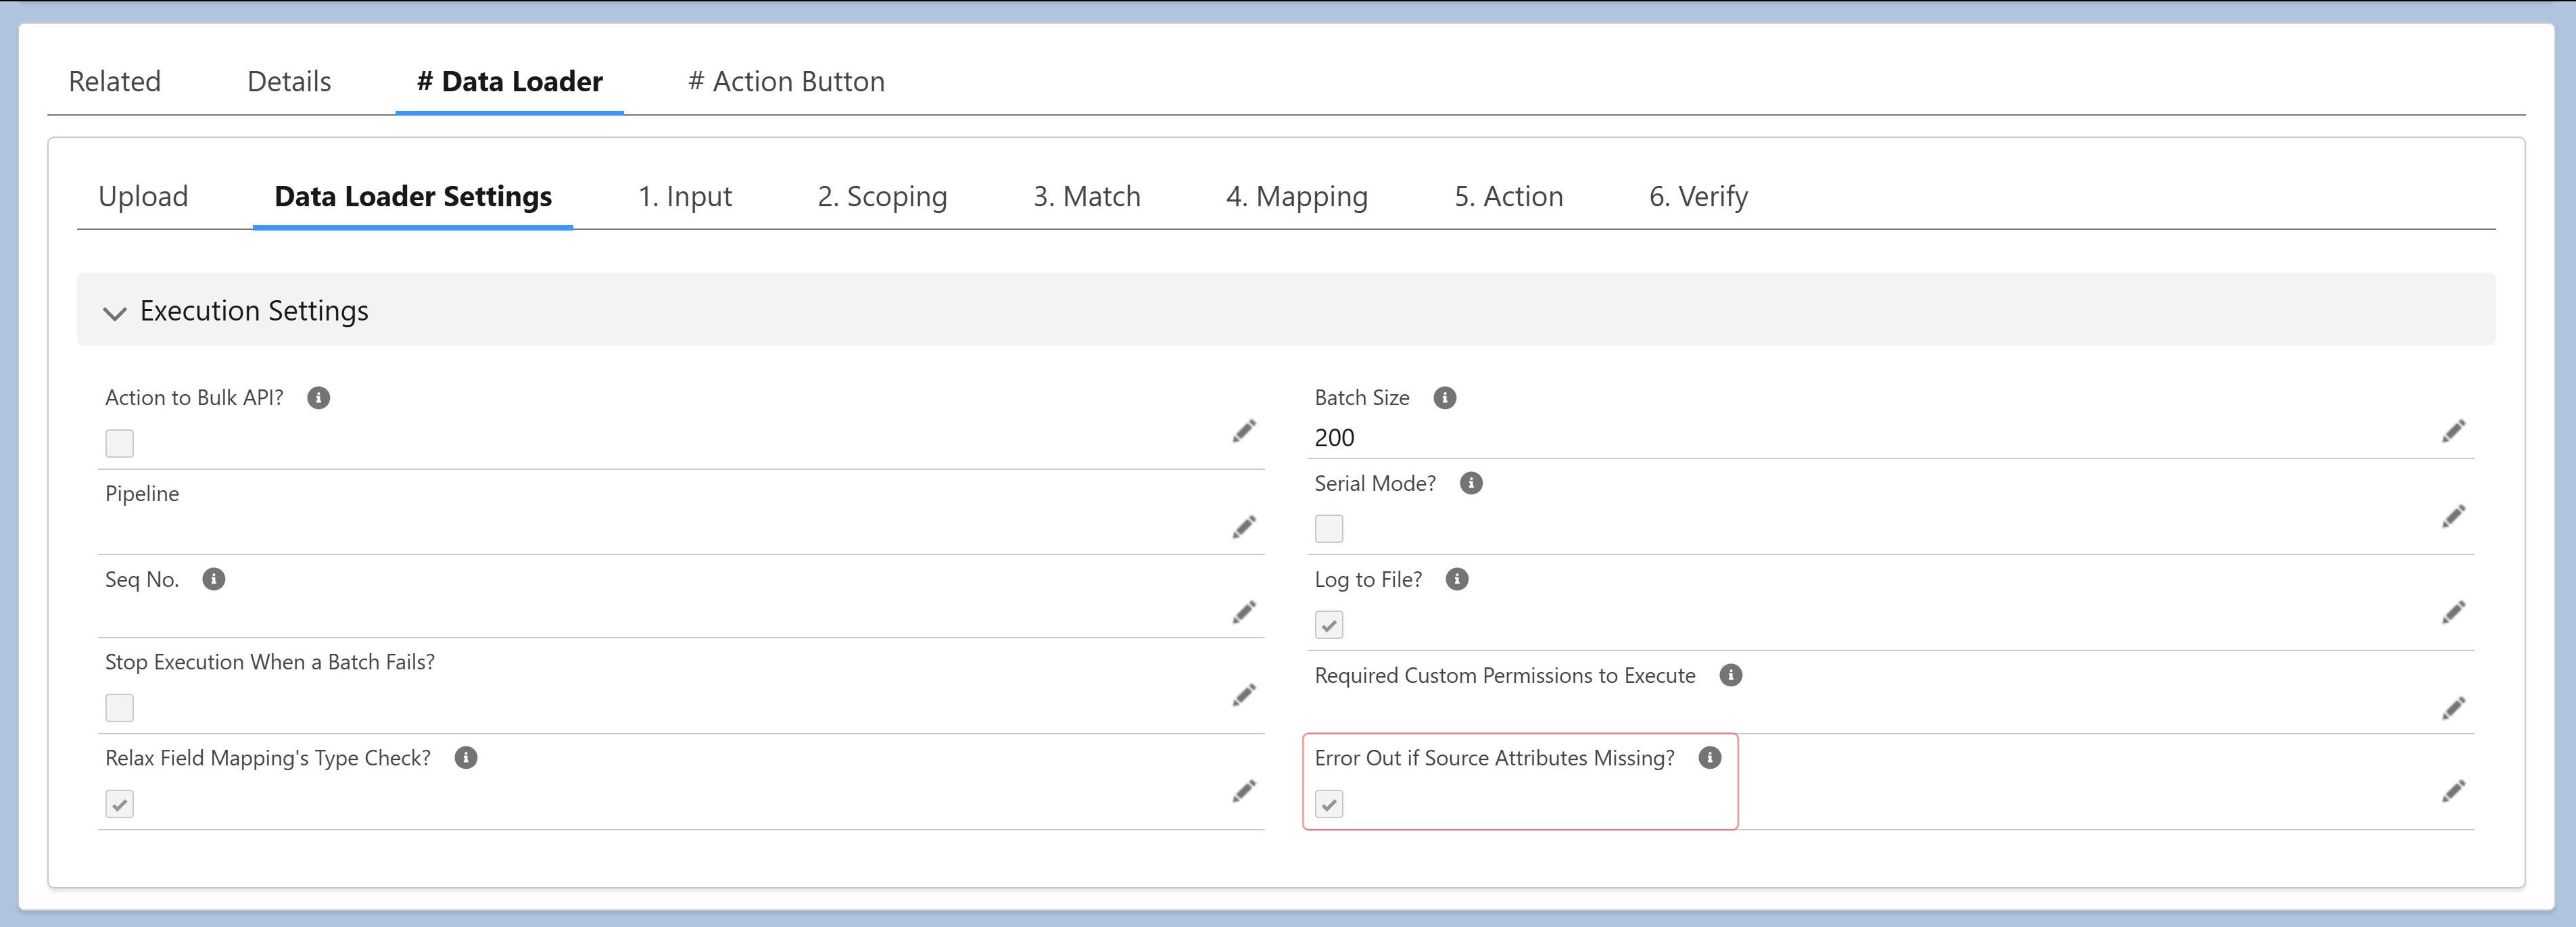 Related Details # Data Loader # Action Button
Upload Data Loader Settings 1. Input 2. Scoping 3. Match 4. Mapping 5. Action 6. Verify
Execution Settings
Action to Bulk API?
Batch Size
200
Pipeline
Serial Mode?
Seq No.
Log to File?
Stop Execution When a Batch Fails?
Required Custom Permissions to Execute
Relax Field Mapping's Type Check?
Error Out if Source Attributes Missing?